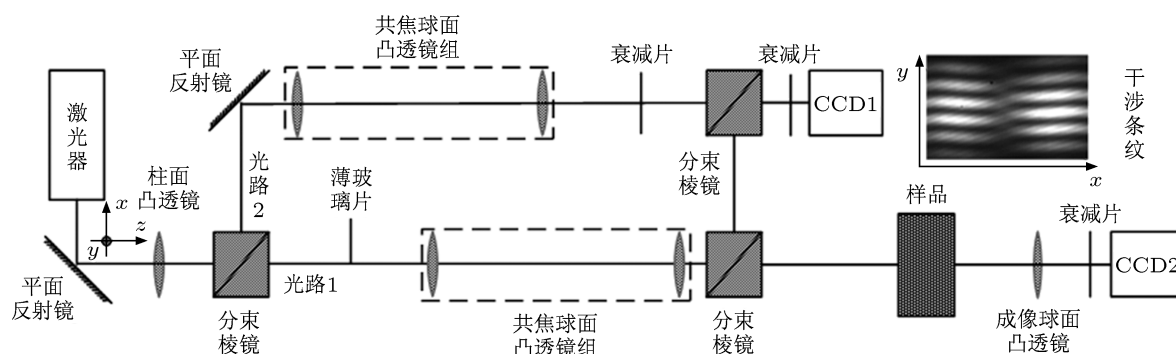 共焦球面
凸透镜组
平面
反射镜
衰减片
衰减片
CCD1
y
x
干
涉
条
纹
激
光
器
柱面
凸透镜
x
z
y
光
路
2
薄玻
璃片
分束
棱镜
样品
衰减片
CCD2
平面
反射镜
光路1
分束
棱镜
共焦球面
凸透镜组
分束
棱镜
成像球面
凸透镜